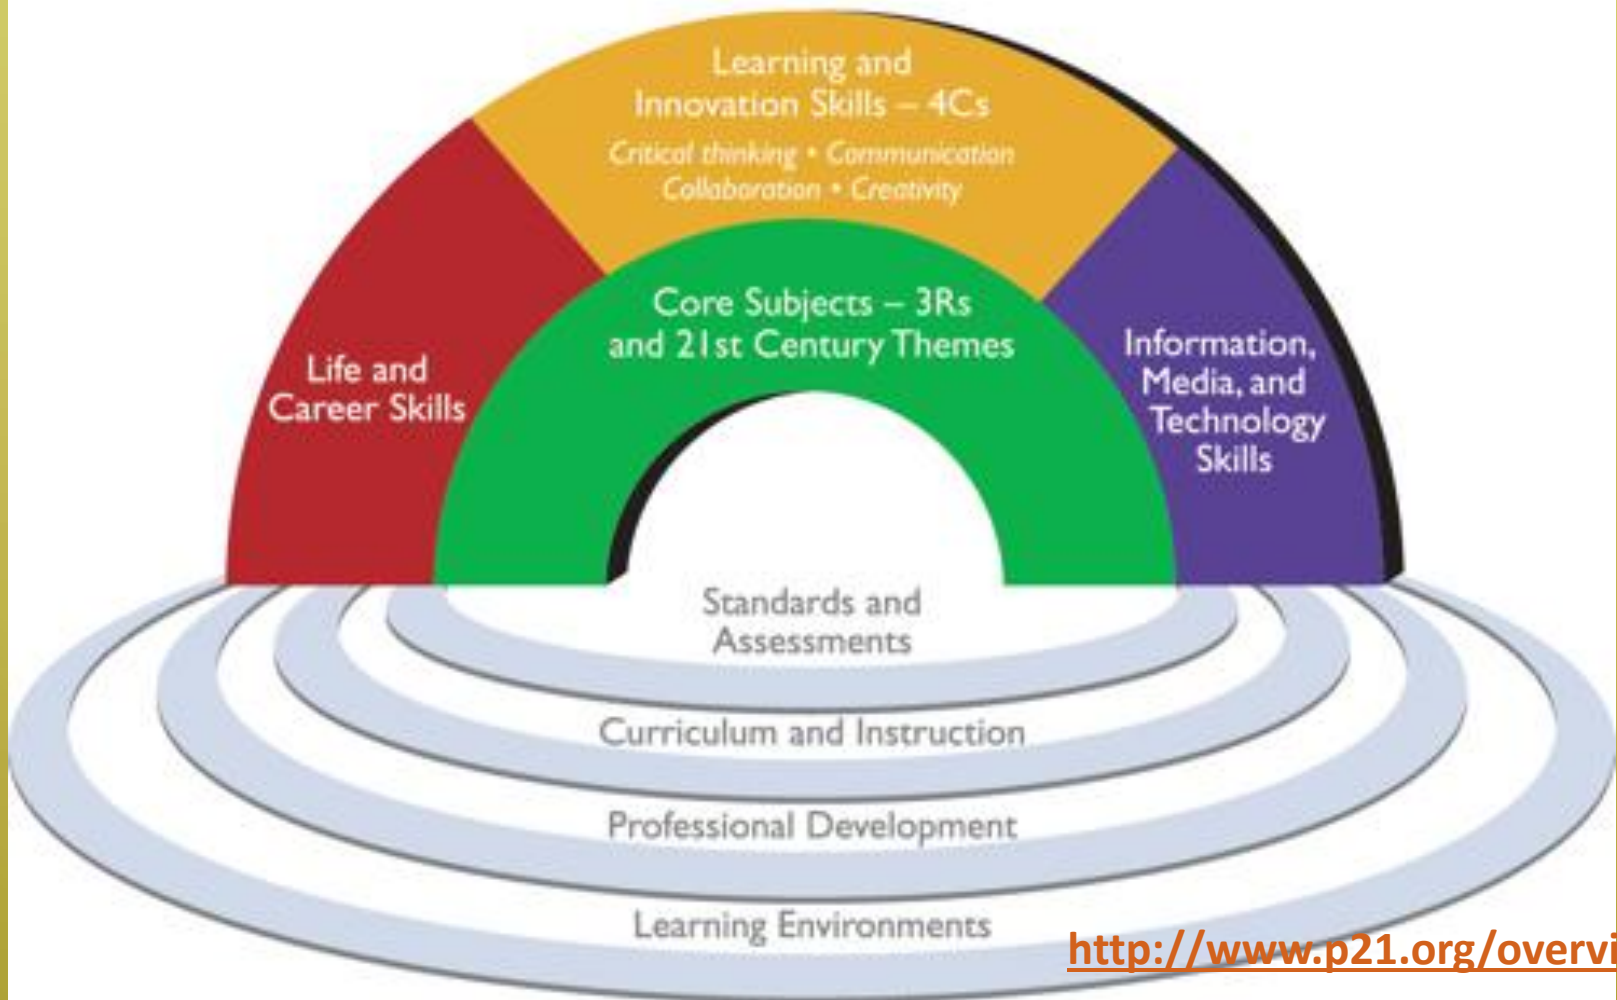 Learning and
Innovation Skills – 4Cs
Critical thinking • Communication
Collaboration • Creativity
Core Subjects – 3Rs
and 21st Century Themes
Life and
Career Skills
Information,
Media, and
Technology
Skills
Standards and
Assessments
Curriculum and Instruction
Professional Development
Learning Environments
http://www.p21.org/overvi